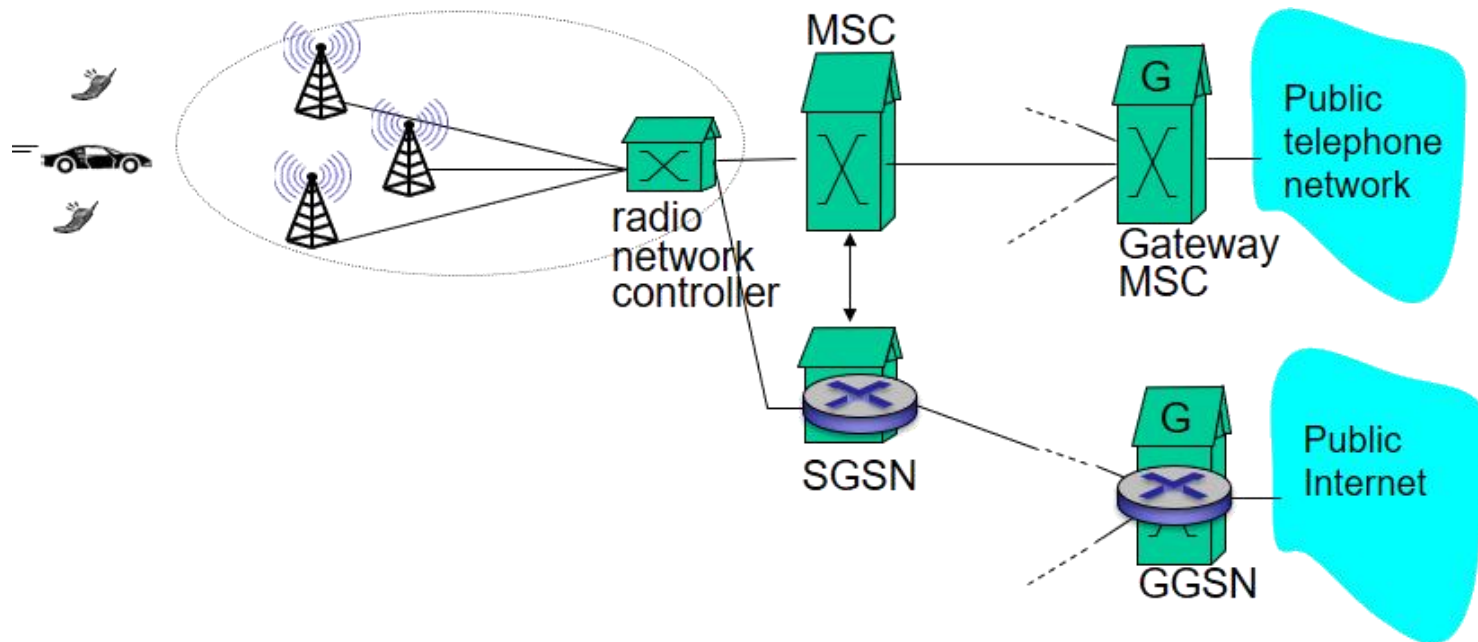 MSC
G
Public
telephone
network
radio
network
controller
Gateway
MSC
SGSN
G
Public
Internet
GGSN